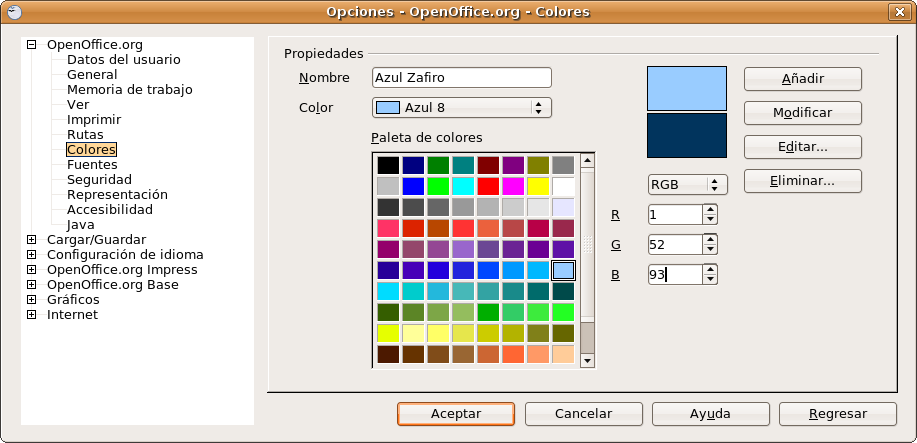 Opciones - OpenOffice.org - Colores
OpenOffice.org
Datos del usuario
General
Memoria de trabajo
Ver
Imprimir
Rutas
Colores
Fuentes
Seguridad
Representación
Accesibilidad
Java
Cargar/Guardar
Configuración de idioma
OpenOffice.org Impress
OpenOffice.org Base
Gráficos
Internet
Propiedades
Nombre Azul Zafiro
Color Azul 8
Paleta de colores
RGB
R 1
G 52
B 93
Añadir
Modificar
Editar...
Eliminar...
Aceptar Cancelar Ayuda Regresar